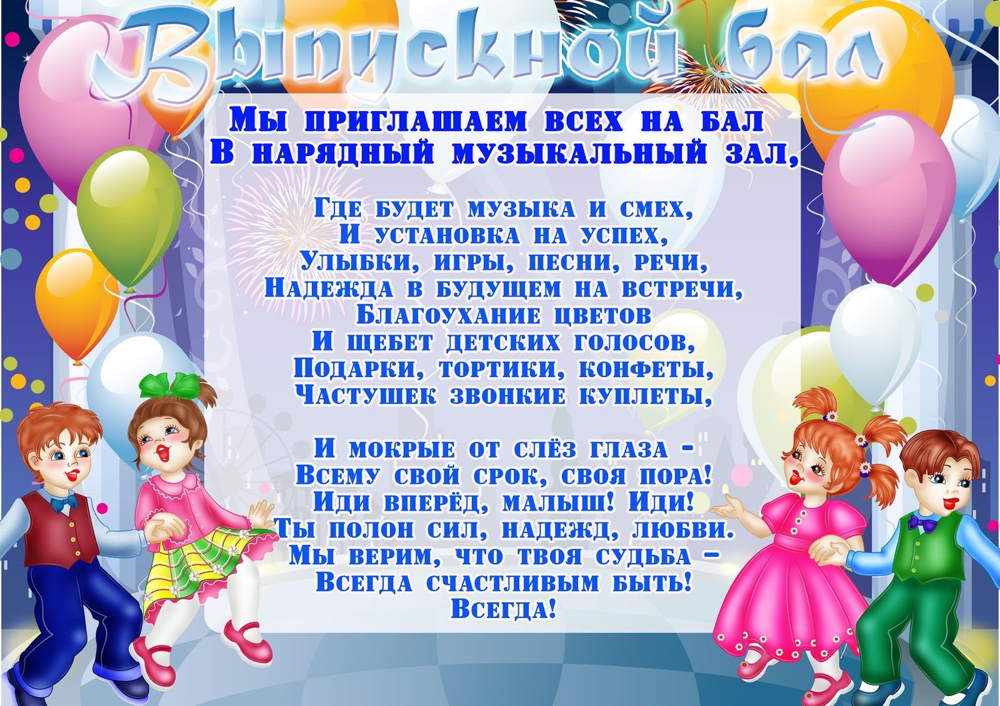 Выпускной бал
Мы приглашаем всех на бал
В нарядный музыкальный зал,
Где будет музыка и смех,
И установка на успех,
Улыбки, игры, песни, речи,
Надежда в будущем на встречи,
Благоухание цветов
И щебет детских голосов,
Подарки, тортики, конфеты,
Частушек звонкие куплеты,
И мокрые от слёз глаза -
Всему свой срок, своя пора!
Иди вперёд, малыш! Иди!
Ты полон сил, надежд, любви.
Мы верим, что твоя судьба –
Всегда счастливым быть!
Всегда!